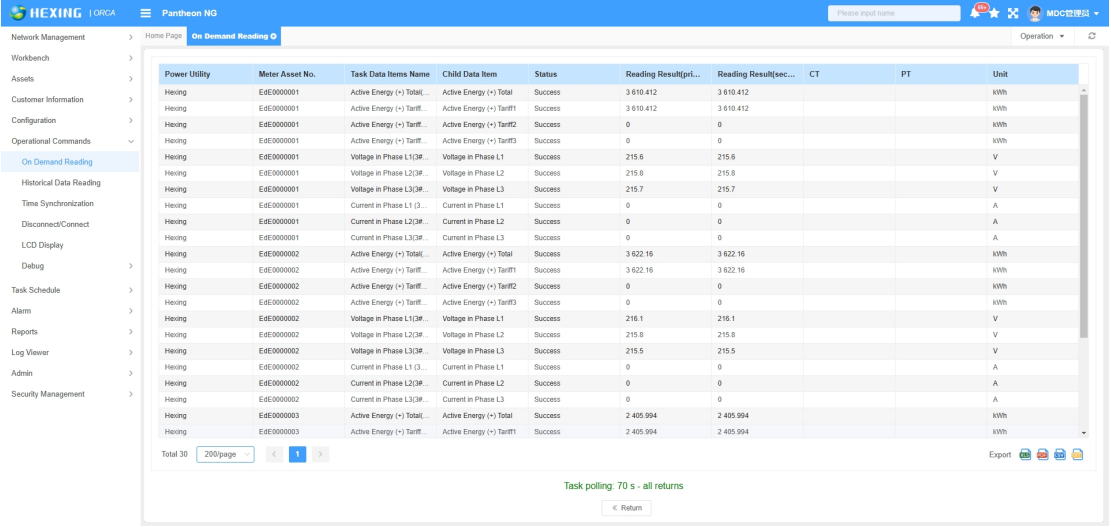 HEXING | ORCA Pantheon NG Please input name 99+ MDC管理员
Network Management
Workbench
Assets
Customer Information
Configuration
Operational Commands
On Demand Reading
Historical Data Reading
Time Synchronization
Disconnect/Connect
LCD Display
Debug
Task Schedule
Alarm
Reports
Log Viewer
Admin
Security Management
Home Page On Demand Reading Operation
Power Utility Meter Asset No. Task Data Items Name Child Data Item Status Reading Result(pri... Reading Result(sec... CT PT Unit
Hexing EdE0000001 Active Energy (+) Total(... Active Energy (+) Total Success 3 610.412 3 610.412 kWh
Hexing EdE0000001 Active Energy (+) Tariff... Active Energy (+) Tariff1 Success 3 610.412 3 610.412 kWh
Hexing EdE0000001 Active Energy (+) Tariff... Active Energy (+) Tariff2 Success 0 0 kWh
Hexing EdE0000001 Active Energy (+) Tariff... Active Energy (+) Tariff3 Success 0 0 kWh
Hexing EdE0000001 Voltage in Phase L1(3#... Voltage in Phase L1 Success 215.6 215.6 V
Hexing EdE0000001 Voltage in Phase L2(3#... Voltage in Phase L2 Success 215.8 215.8 V
Hexing EdE0000001 Voltage in Phase L3(3#... Voltage in Phase L3 Success 215.7 215.7 V
Hexing EdE0000001 Current in Phase L1 (3... Current in Phase L1 Success 0 0 A
Hexing EdE0000001 Current in Phase L2(3#... Current in Phase L2 Success 0 0 A
Hexing EdE0000001 Current in Phase L3(3#... Current in Phase L3 Success 0 0 A
Hexing EdE0000002 Active Energy (+) Total(... Active Energy (+) Total Success 3 622.16 3 622.16 kWh
Hexing EdE0000002 Active Energy (+) Tariff... Active Energy (+) Tariff1 Success 3 622.16 3 622.16 kWh
Hexing EdE0000002 Active Energy (+) Tariff... Active Energy (+) Tariff2 Success 0 0 kWh
Hexing EdE0000002 Active Energy (+) Tariff... Active Energy (+) Tariff3 Success 0 0 kWh
Hexing EdE0000002 Voltage in Phase L1(3#... Voltage in Phase L1 Success 216.1 216.1 V
Hexing EdE0000002 Voltage in Phase L2(3#... Voltage in Phase L2 Success 215.8 215.8 V
Hexing EdE0000002 Voltage in Phase L3(3#... Voltage in Phase L3 Success 215.5 215.5 V
Hexing EdE0000002 Current in Phase L1 (3... Current in Phase L1 Success 0 0 A
Hexing EdE0000002 Current in Phase L2(3#... Current in Phase L2 Success 0 0 A
Hexing EdE0000002 Current in Phase L3(3#... Current in Phase L3 Success 0 0 A
Hexing EdE0000003 Active Energy (+) Total(... Active Energy (+) Total Success 2 405.994 2 405.994 kWh
Hexing EdE0000003 Active Energy (+) Tariff... Active Energy (+) Tariff1 Success 2 405.994 2 405.994 kWh
Total 30 200/page < 1 > Export XLS PDF CSV
Task polling: 70 s - all returns
« Return